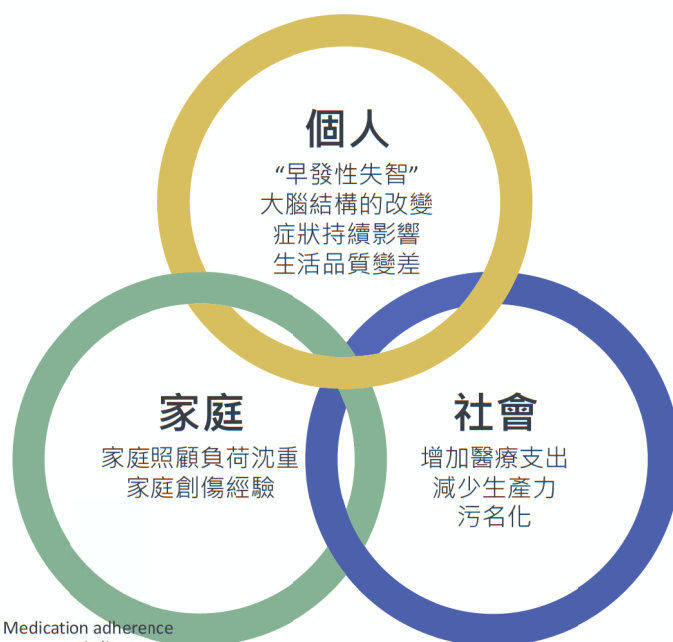 個人
“早發性失智”
大腦結構的改變
症狀持續影響
生活品質變差
家庭
家庭照顧負荷沈重
家庭創傷經驗
社會
增加醫療支出
減少生產力
污名化
Medication adherence